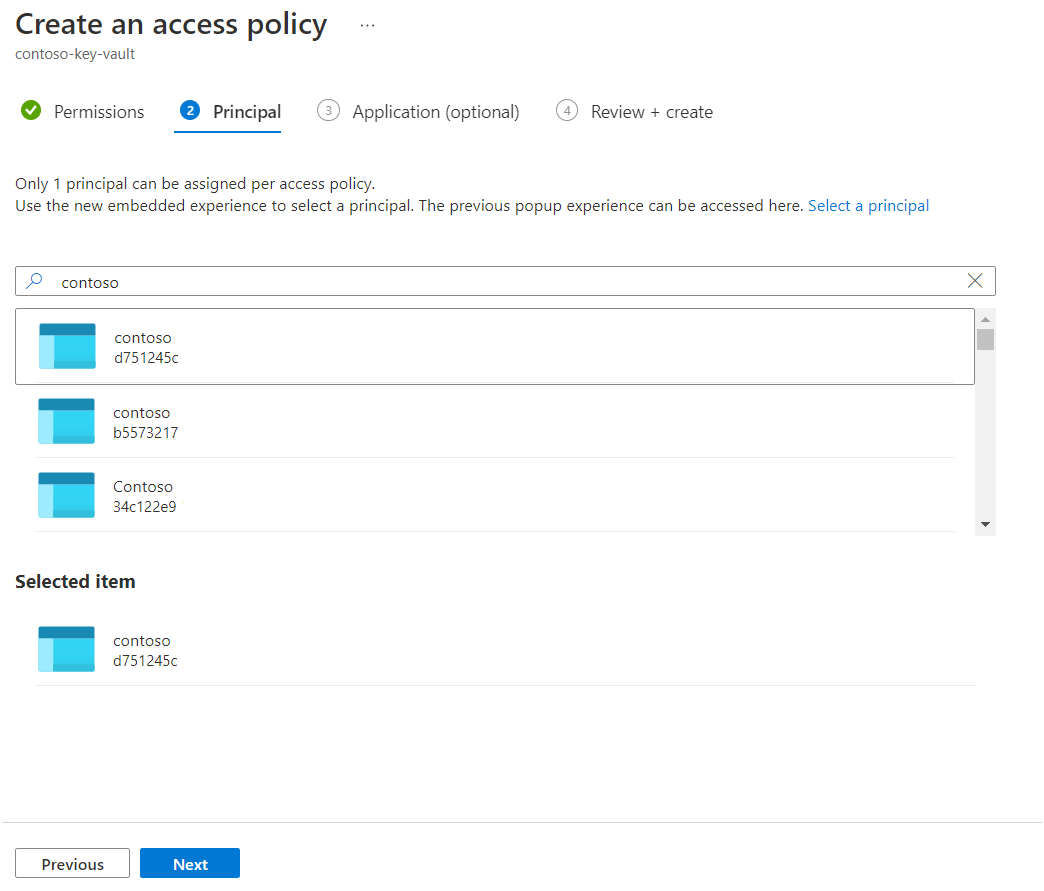 Create an access policy ...
contoso-key-vault
Permissions 2 Principal 3 Application (optional) 4 Review + create
Only 1 principal can be assigned per access policy.
Use the new embedded experience to select a principal. The previous popup experience can be accessed here. Select a principal
contoso
contoso
d751245c
contoso
b5573217
Contoso
34c122e9
Selected item
contoso
d751245c
Previous Next